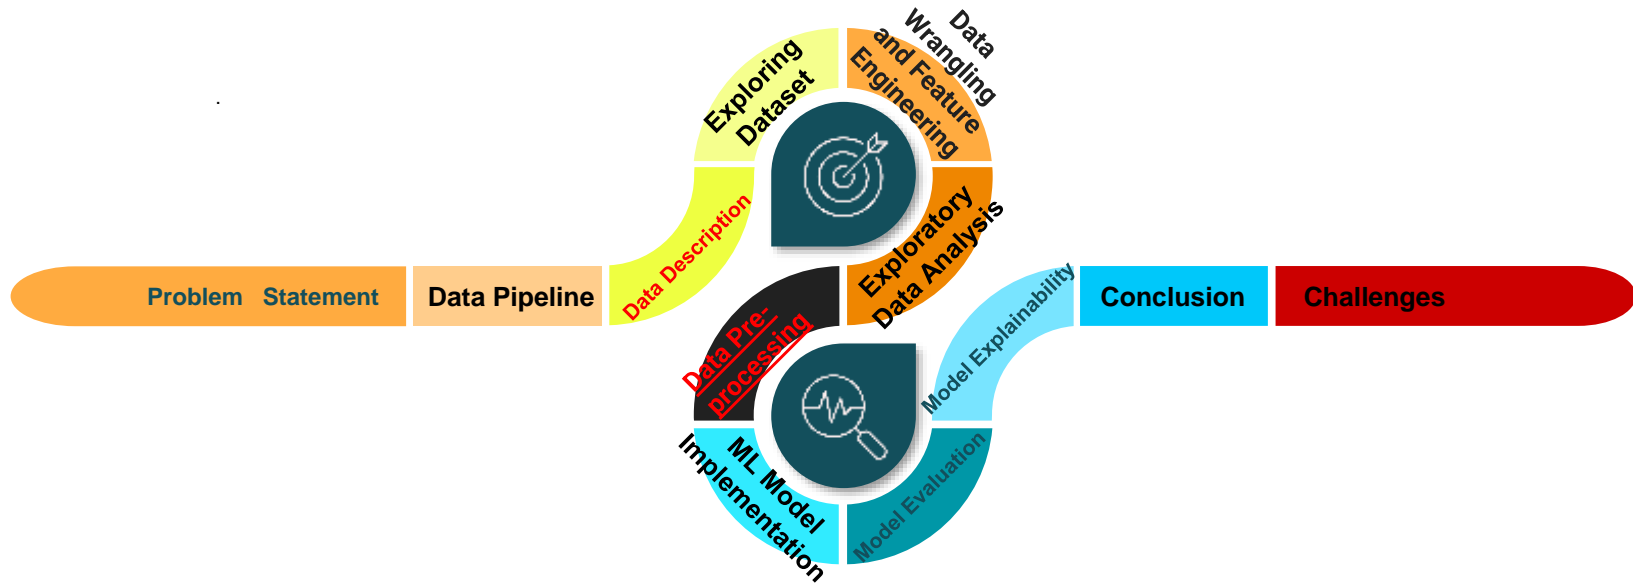 Problem Statement
Data Pipeline
Data Description
Exploring
Dataset
Data
Wrangling
and Feature
Engineering
Exploratory
Data Analysis
Data Pre-
processing
ML Model
Implementation
Model Evaluation
Model Explainability
Conclusion
Challenges